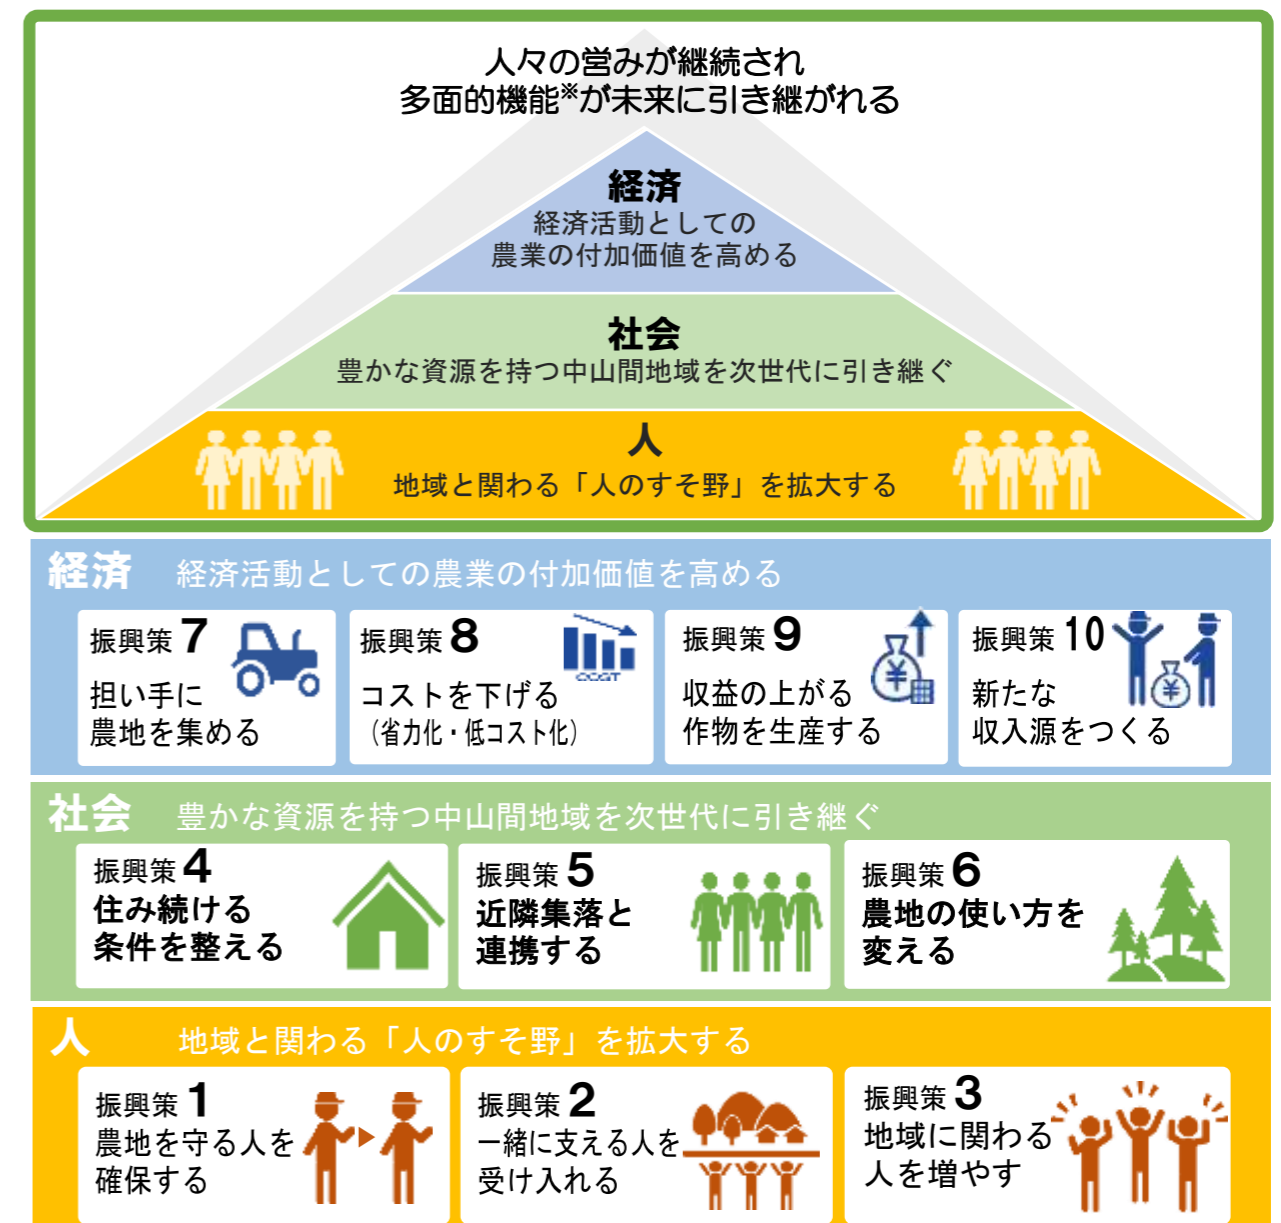 人々の営みが継続され
多面的機能※が未来に引き継がれる
経済
経済活動としての
農業の付加価値を高める
社会
豊かな資源を持つ中山間地域を次世代に引き継ぐ
人
地域と関わる「人のすそ野」を拡大する
経済 経済活動としての農業の付加価値を高める
振興策 7
担い手に
農地を集める
振興策 8
コストを下げる
（省力化・低コスト化）
振興策 9
収益の上がる
作物を生産する
振興策 10
新たな
収入源をつくる
社会 豊かな資源を持つ中山間地域を次世代に引き継ぐ
振興策 4
住み続ける
条件を整える
振興策 5
近隣集落と
連携する
振興策 6
農地の使い方を
変える
人 地域と関わる「人のすそ野」を拡大する
振興策 1
農地を守る人を
確保する
振興策 2
一緒に支える人を
受け入れる
振興策 3
地域に関わる
人を増やす